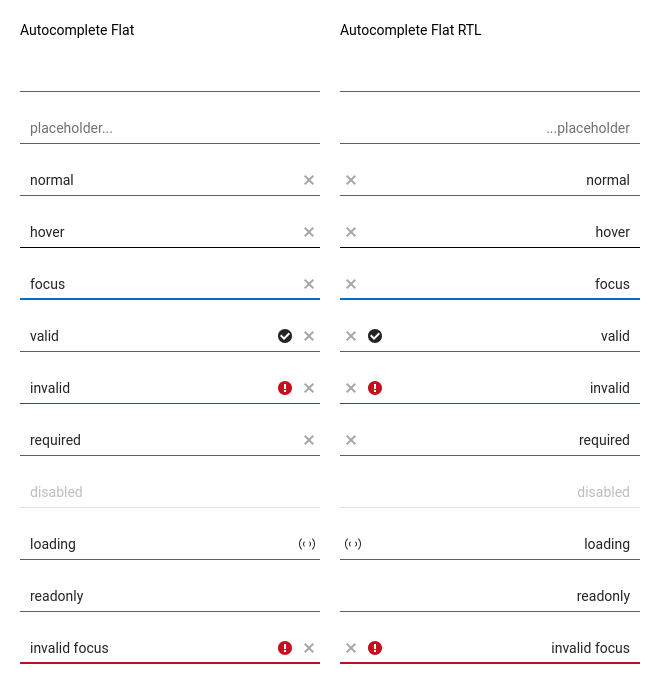 Autocomplete Flat
placeholder...
normal
hover
focus
valid
invalid
required
disabled
loading
readonly
invalid focus
Autocomplete Flat RTL
...placeholder
normal
hover
focus
valid
invalid
required
disabled
loading
readonly
invalid focus